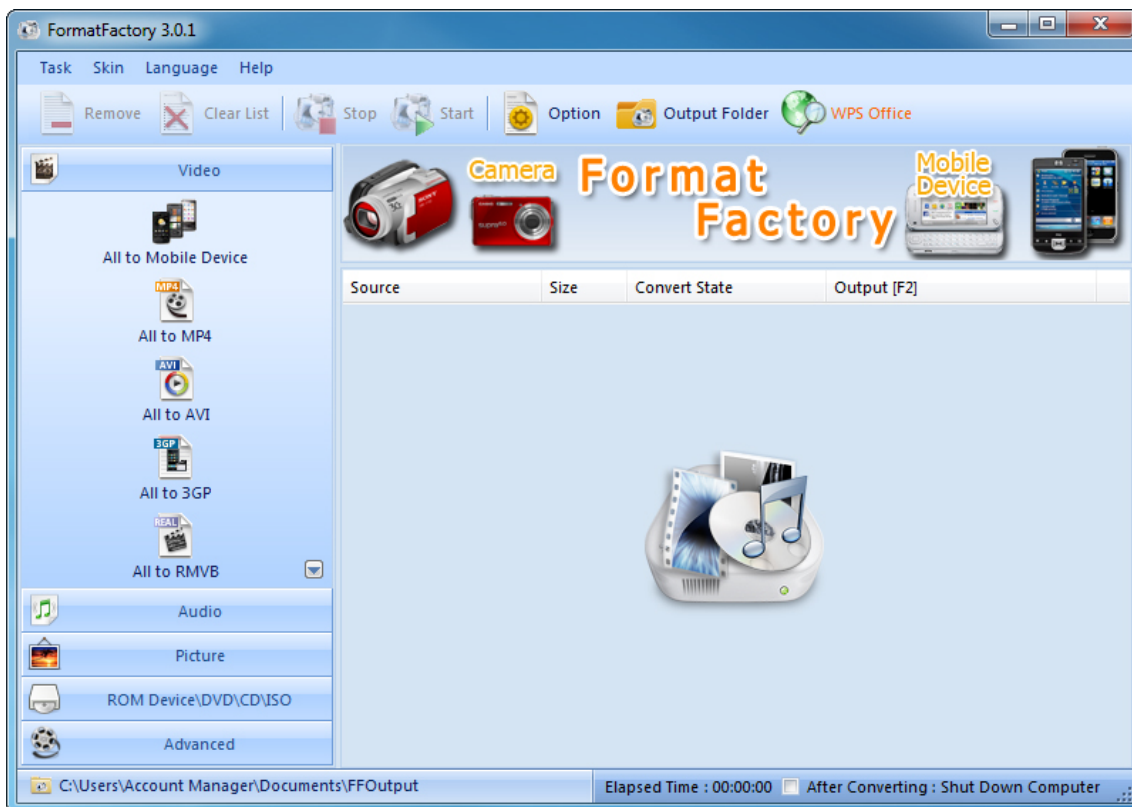 FormatFactory 3.0.1
Task Skin Language Help
Remove Clear List Stop Start Option Output Folder WPS Office
Video
All to Mobile Device
MP4
All to MP4
AVI
All to AVI
3GP
All to 3GP
REAL
All to RMVB
Audio
Picture
ROM Device\DVD\CD\ISO
Advanced
Camera
Format
Factory
Mobile
Device
SONY
Source Size Convert State Output [F2]
C:\Users\Account Manager\Documents\FFOutput
Elapsed Time : 00:00:00 After Converting : Shut Down Computer